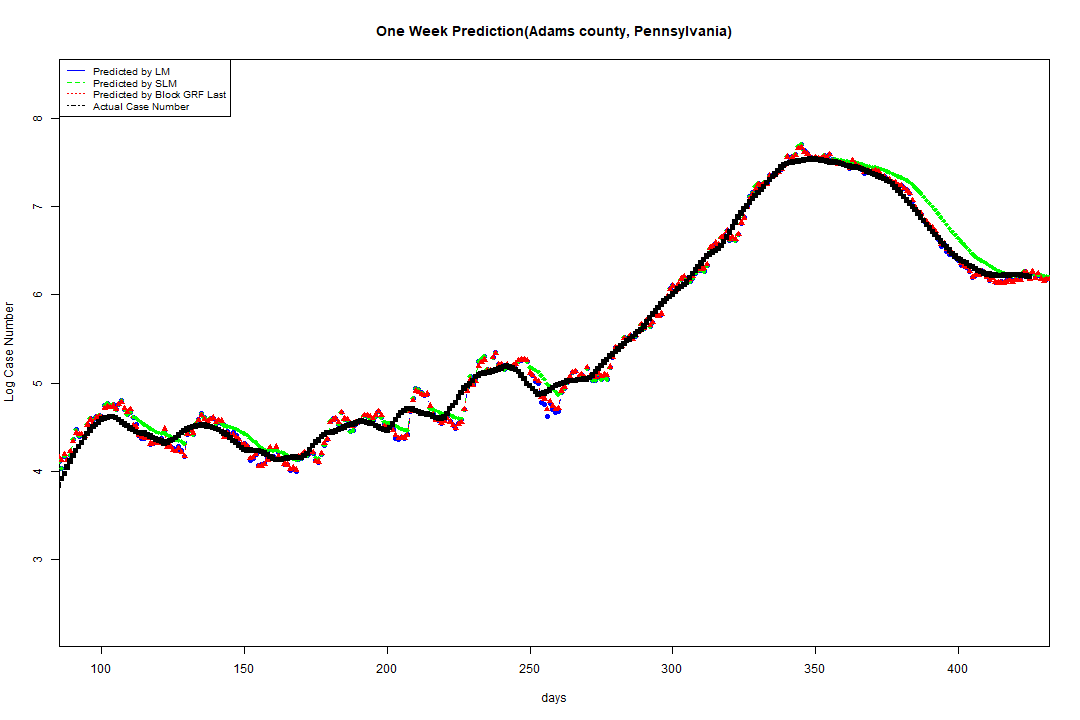 One Week Prediction(Adams county, Pennsylvania)
Predicted by LM
Predicted by SLM
Predicted by Block GRF Last
Actual Case Number
8
7
6
5
4
3
Log Case Number
100 150 200 250 300 350 400
days